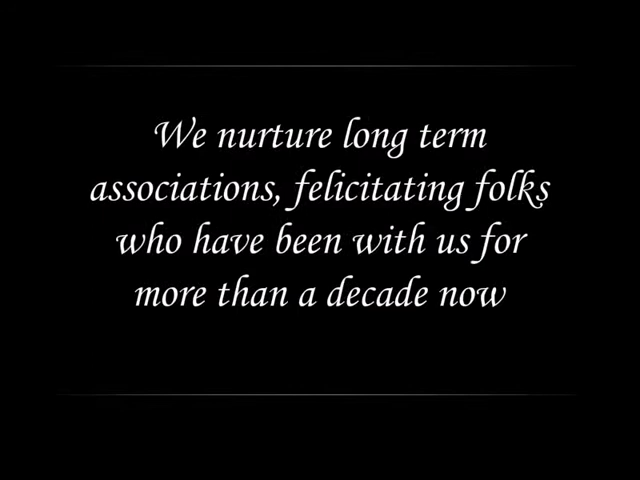 We nurture long term
associations, felicitating folks
who have been with us for
more than a decade now